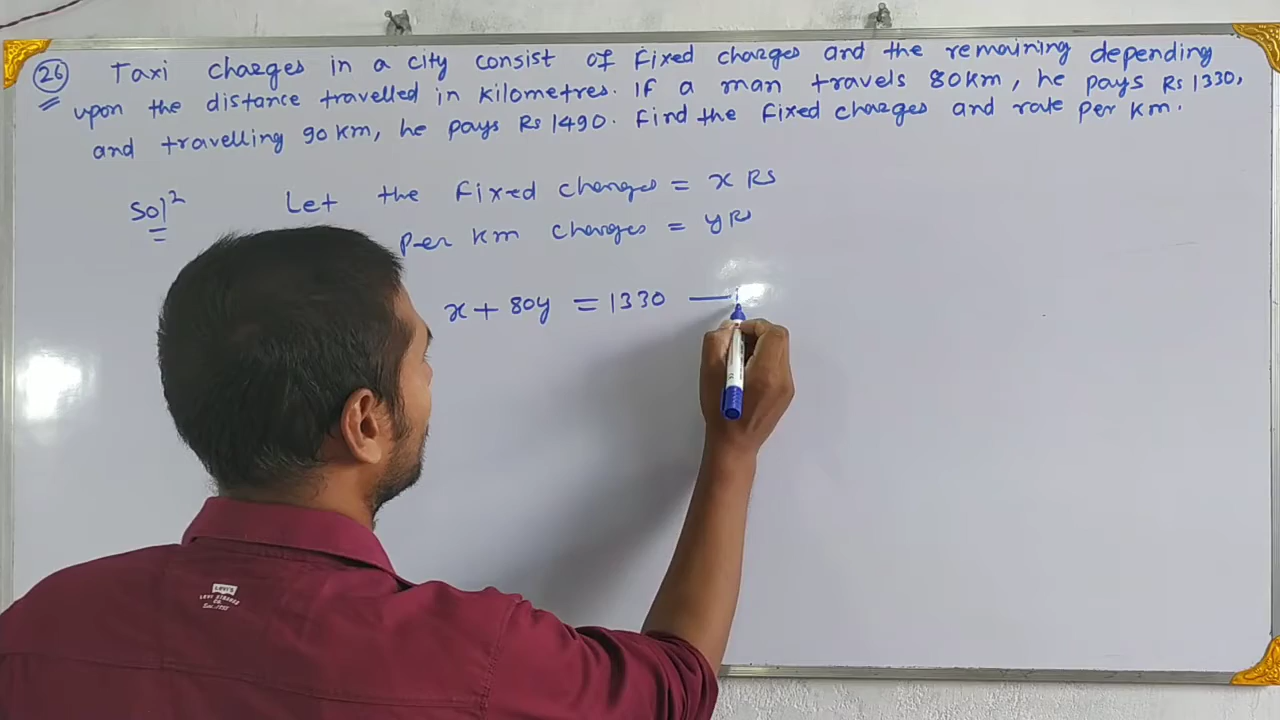 26 Taxi charges in a city consist of fixed charges and the remaining depending
upon the distance travelled in kilometres. If a man travels 80km, he pays Rs 1330,
and travelling 90 km, he pays Rs 1490. Find the fixed charges and rate per km.
Sol² Let the fixed charges = x RS
per km charges = y Rs
x + 80y = 1330 —
LEVI'S